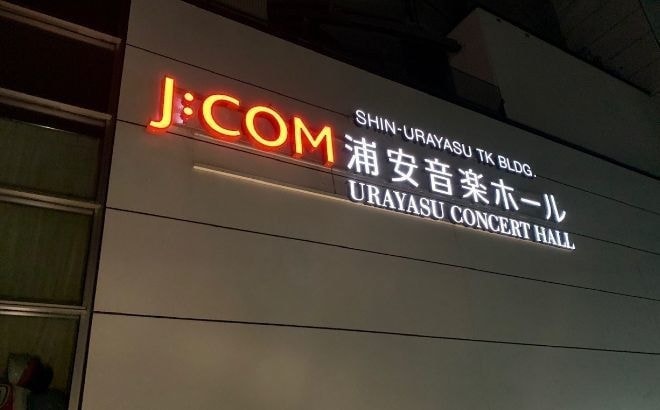 J:COM
SHIN-URAYASU TK BLDG.
浦安音楽ホール
URAYASU CONCERT HALL